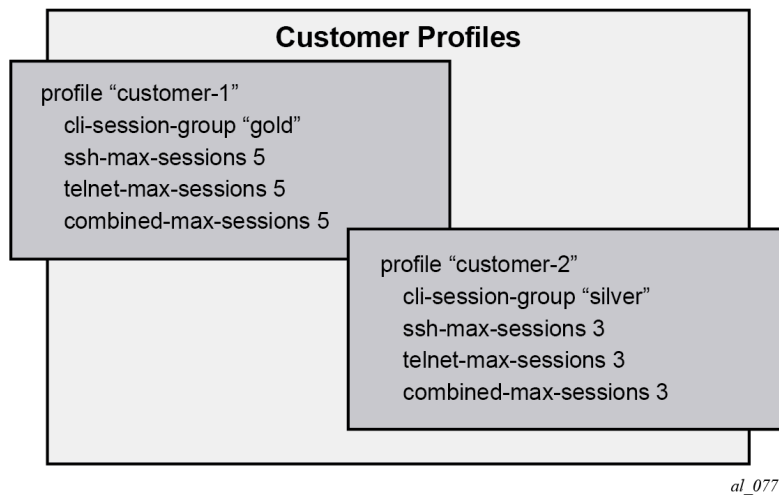 Customer Profiles
profile “customer-1”
cli-session-group “gold”
ssh-max-sessions 5
telnet-max-sessions 5
combined-max-sessions 5
profile “customer-2”
cli-session-group “silver”
ssh-max-sessions 3
telnet-max-sessions 3
combined-max-sessions 3
al_077